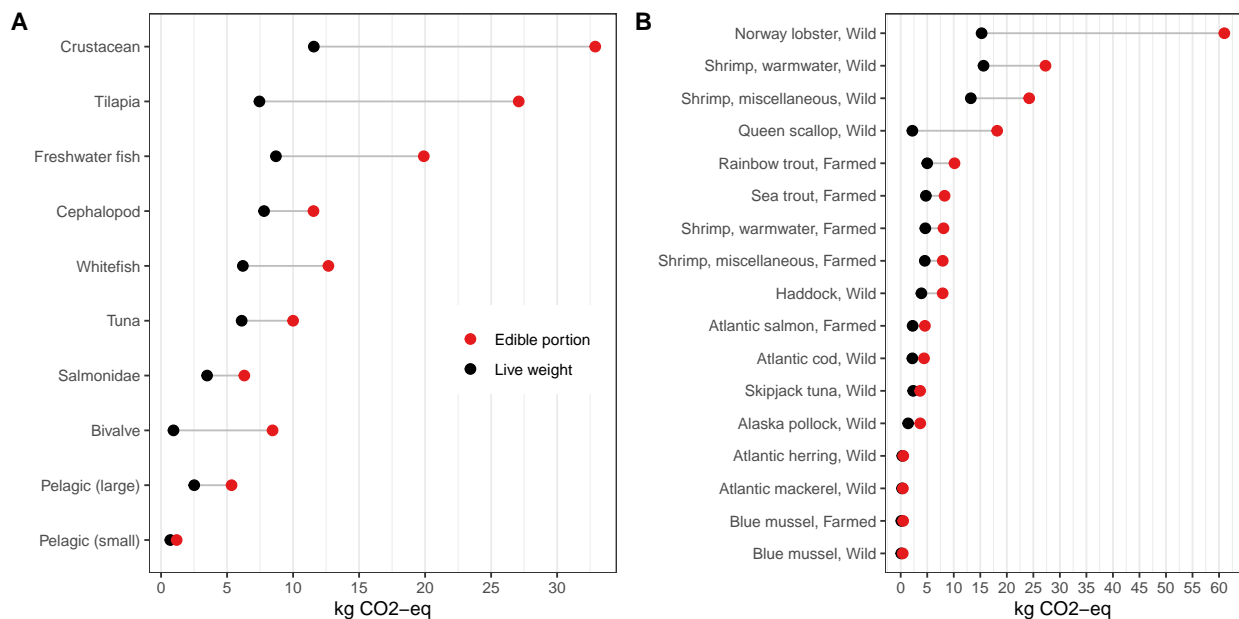 A
Crustacean
Tilapia
Freshwater fish
Cephalopod
Whitefish
Tuna
Salmonidae
Bivalve
Pelagic (large)
Pelagic (small)
Edible portion
Live weight
0 5 10 15 20 25 30
kg CO2−eq
B
Norway lobster, Wild
Shrimp, warmwater, Wild
Shrimp, miscellaneous, Wild
Queen scallop, Wild
Rainbow trout, Farmed
Sea trout, Farmed
Shrimp, warmwater, Farmed
Shrimp, miscellaneous, Farmed
Haddock, Wild
Atlantic salmon, Farmed
Atlantic cod, Wild
Skipjack tuna, Wild
Alaska pollock, Wild
Atlantic herring, Wild
Atlantic mackerel, Wild
Blue mussel, Farmed
Blue mussel, Wild
0 5 10 15 20 25 30 35 40 45 50 55 60
kg CO2−eq